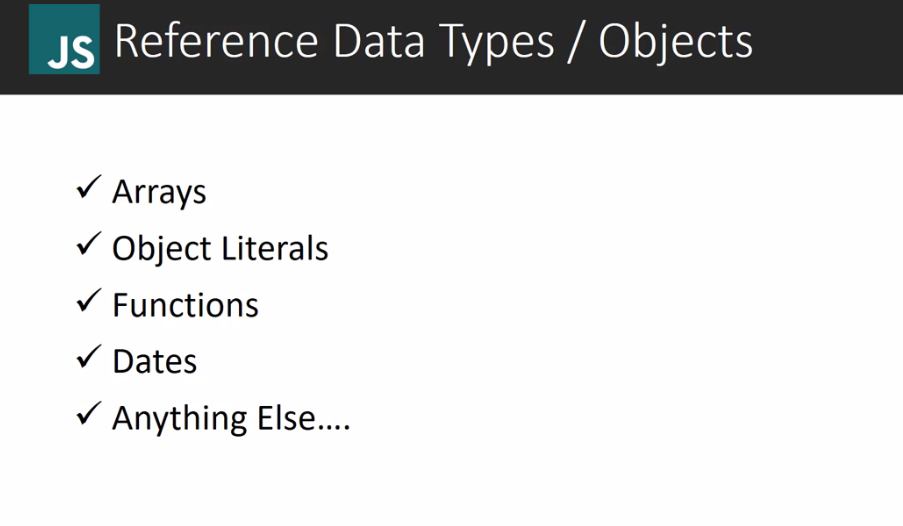 JS Reference Data Types / Objects
✓ Arrays
✓ Object Literals
✓ Functions
✓ Dates
✓ Anything Else....